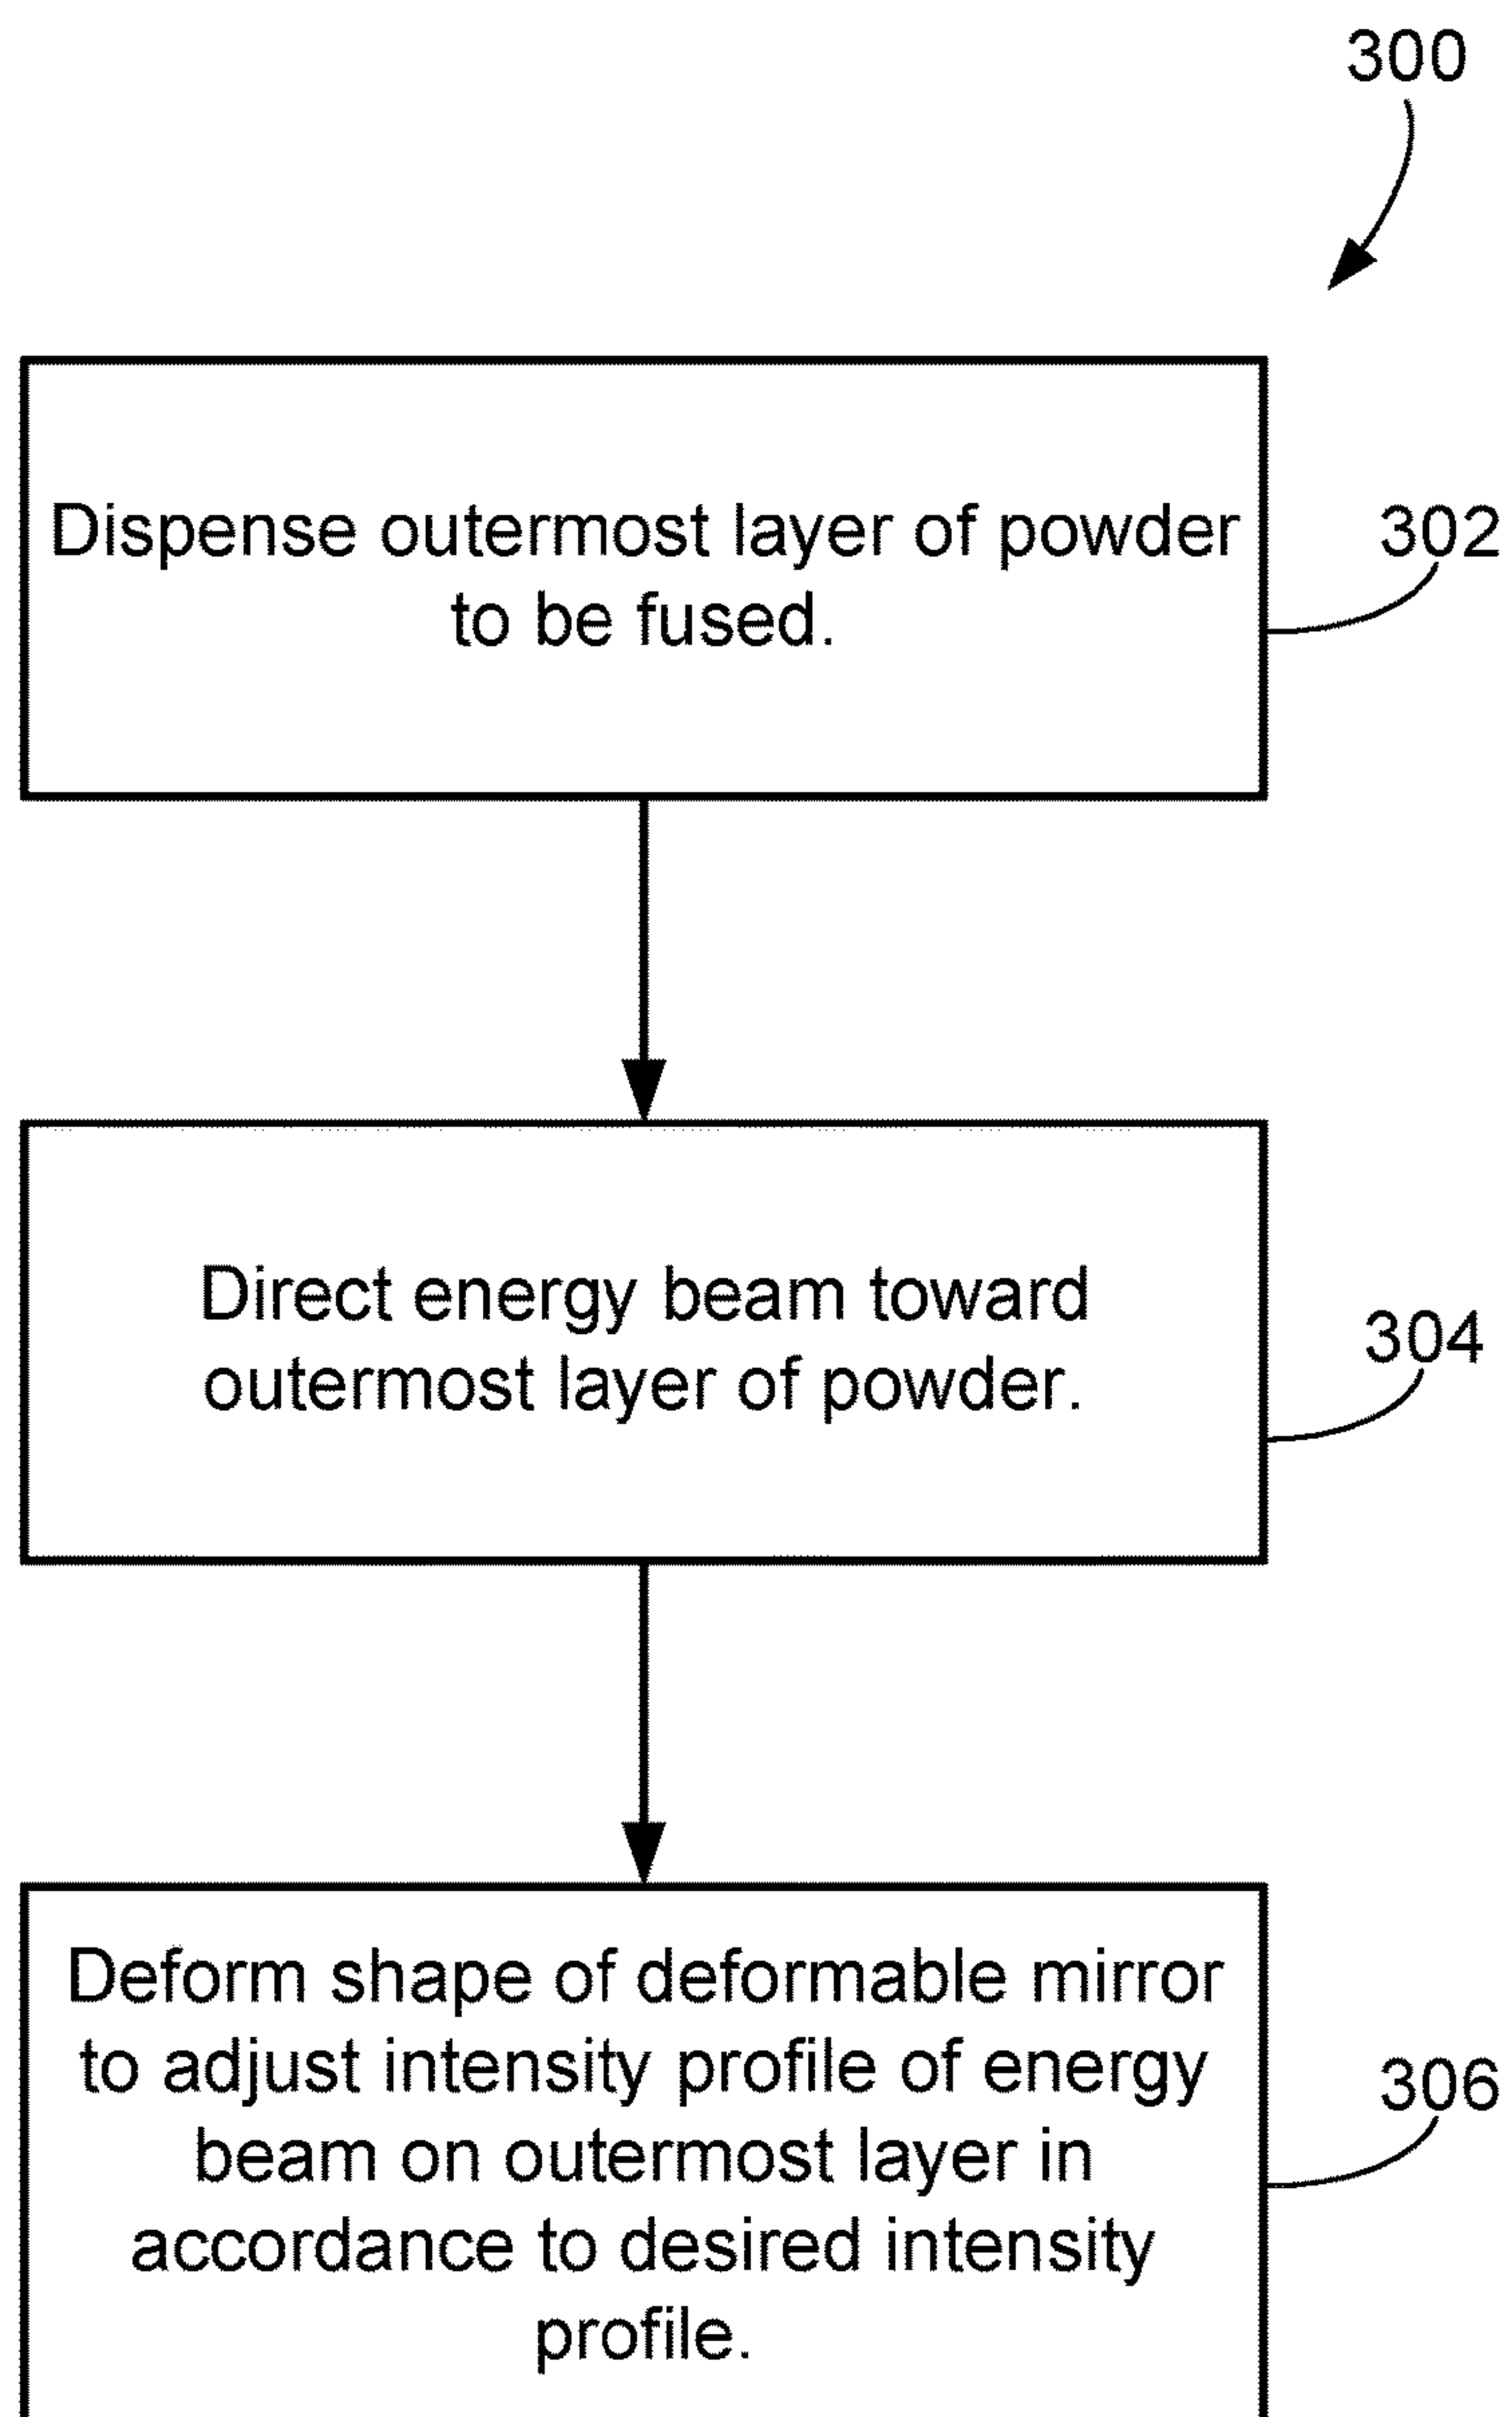 300
Dispense outermost layer of powder
to be fused.
302
Direct energy beam toward
outermost layer of powder.
304
Deform shape of deformable mirror
to adjust intensity profile of energy
beam on outermost layer in
accordance to desired intensity
profile.
306